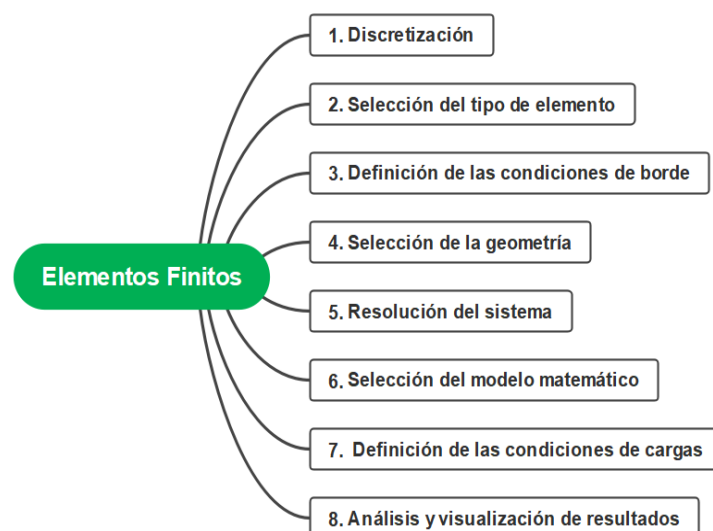 1. Discretización
2. Selección del tipo de elemento
3. Definición de las condiciones de borde
4. Selección de la geometría
Elementos Finitos
5. Resolución del sistema
6. Selección del modelo matemático
7. Definición de las condiciones de cargas
8. Análisis y visualización de resultados